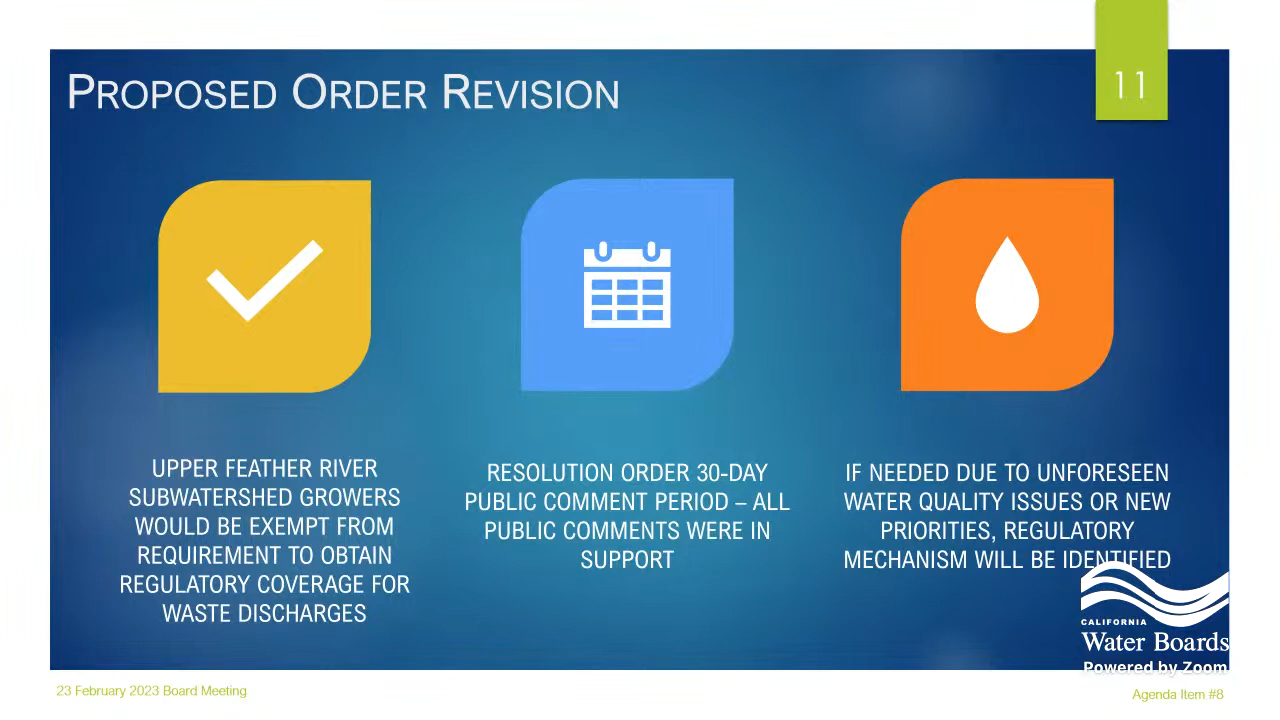 PROPOSED ORDER REVISION
11
UPPER FEATHER RIVER
SUBWATERSHED GROWERS
WOULD BE EXEMPT FROM
REQUIREMENT TO OBTAIN
REGULATORY COVERAGE FOR
WASTE DISCHARGES
RESOLUTION ORDER 30-DAY
PUBLIC COMMENT PERIOD – ALL
PUBLIC COMMENTS WERE IN
SUPPORT
IF NEEDED DUE TO UNFORESEEN
WATER QUALITY ISSUES OR NEW
PRIORITIES, REGULATORY
MECHANISM WILL BE IDENTIFIED
CALIFORNIA
Water Boards
Powered by Zoom
23 February 2023 Board Meeting
Agenda Item #8